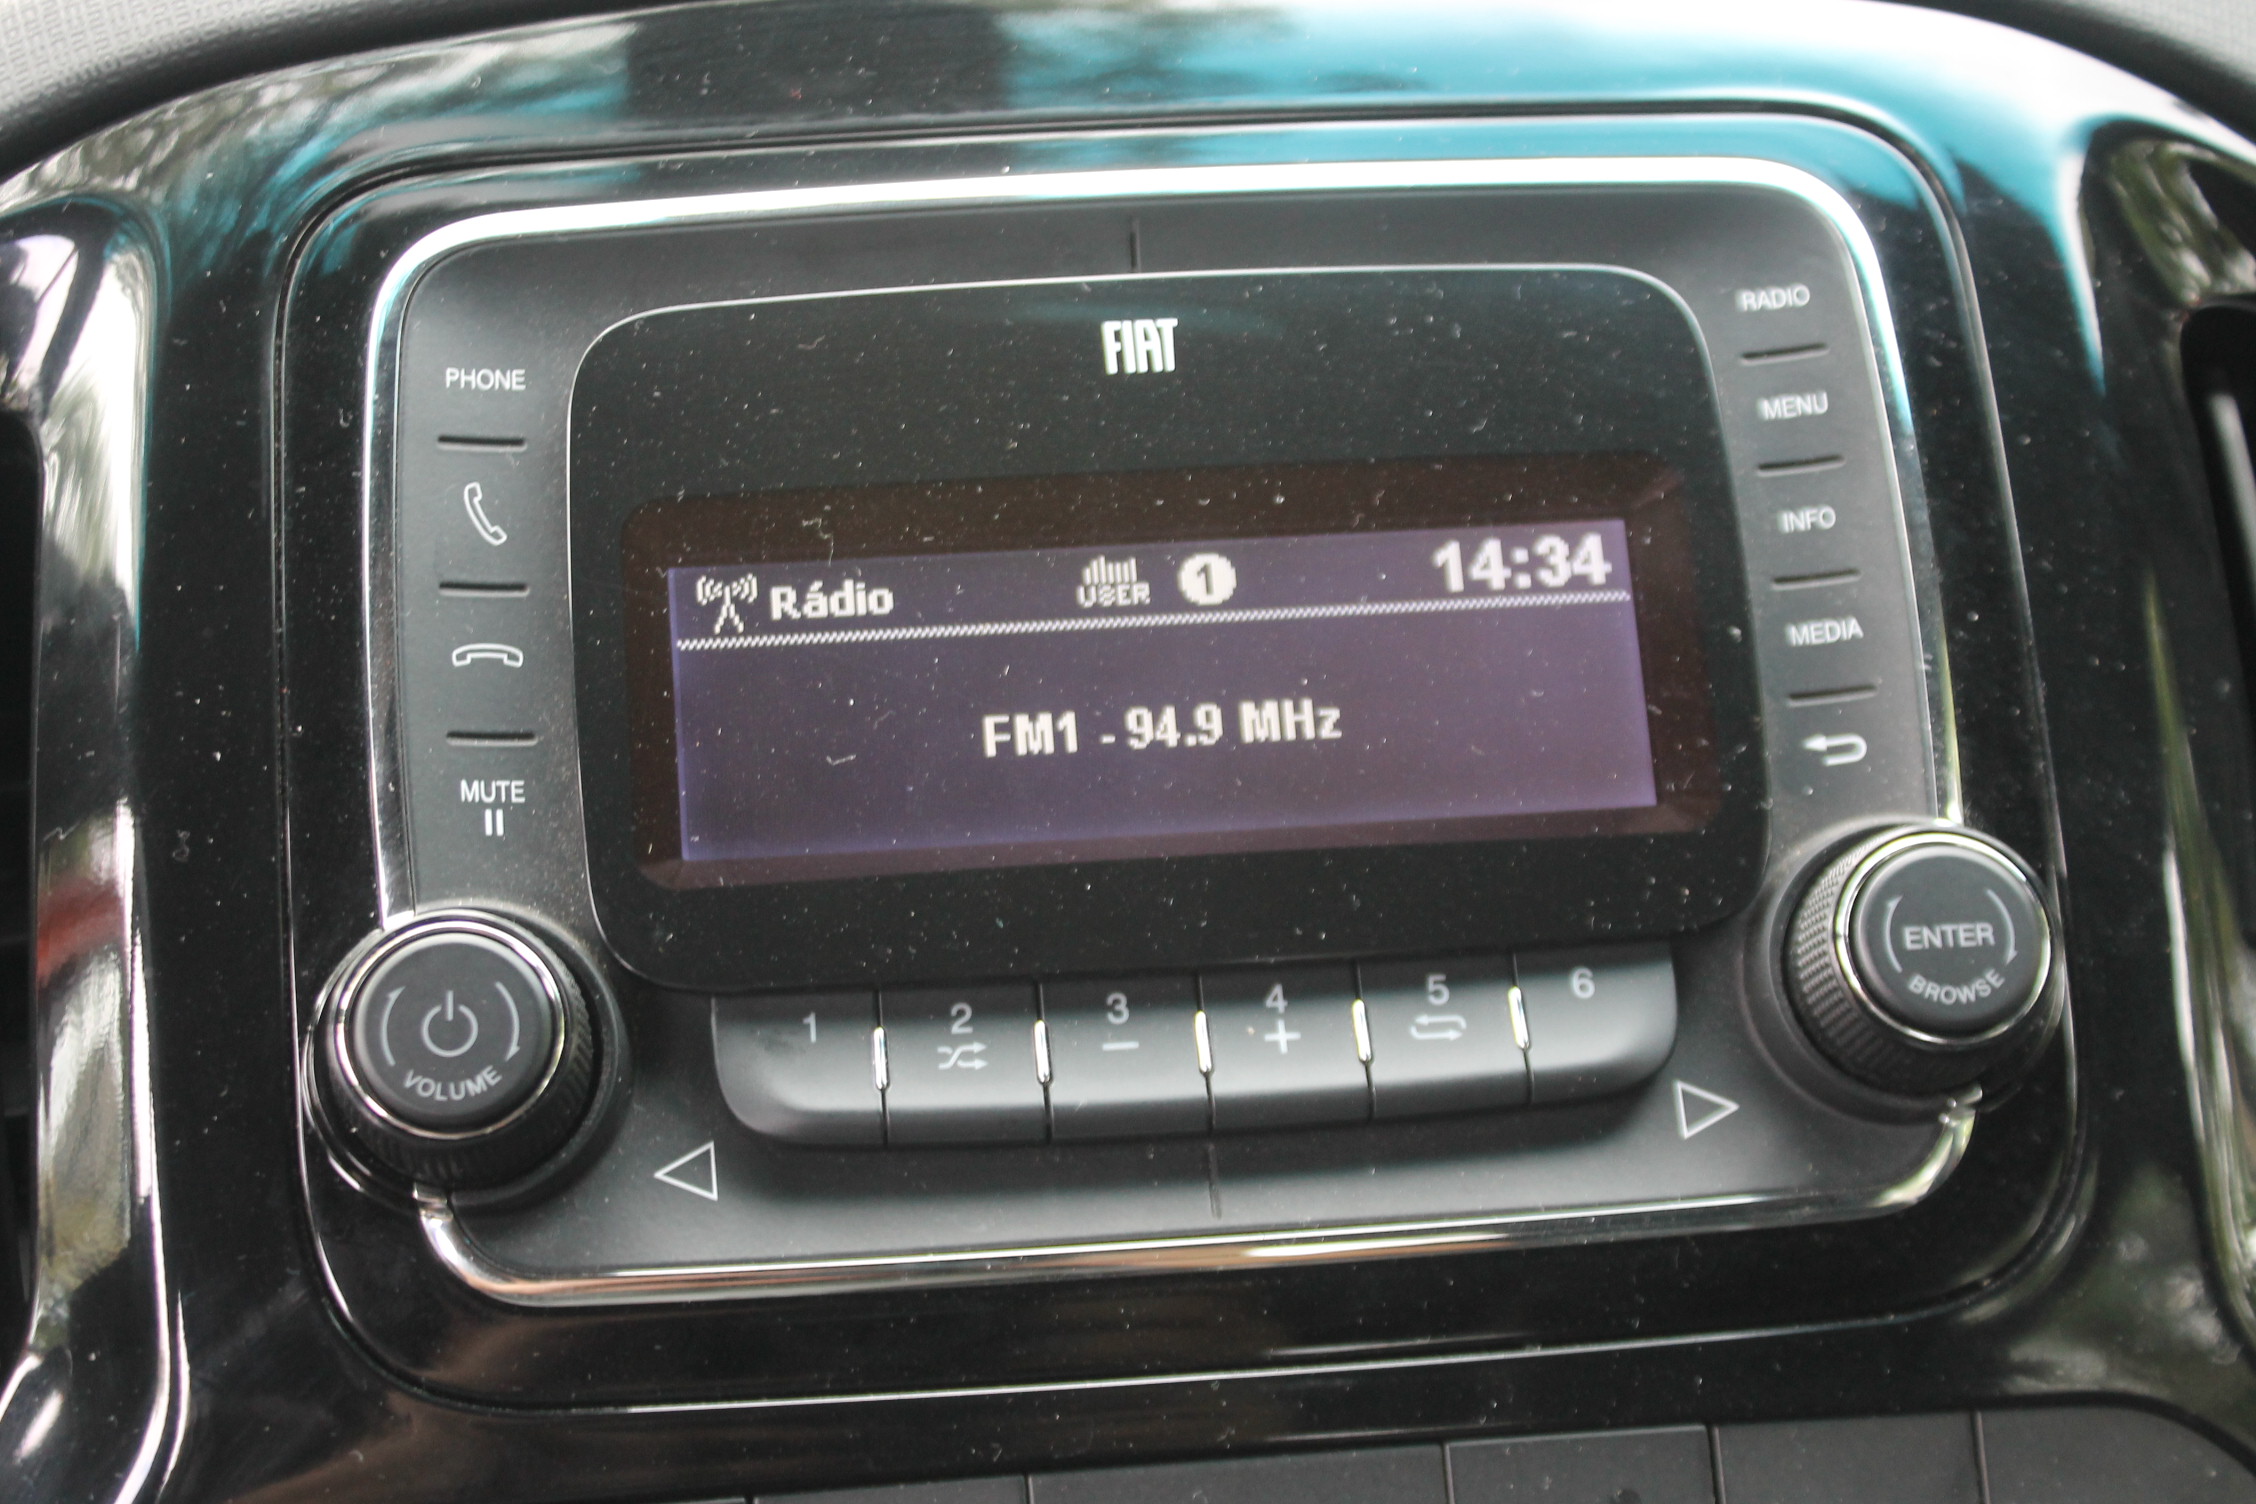 FIAT
PHONE
MUTE
VOLUME
Rádio
USER
1
14:34
FM1 - 94.9 MHz
RADIO
MENU
INFO
MEDIA
ENTER
BROWSE
1
2
3
4
5
6